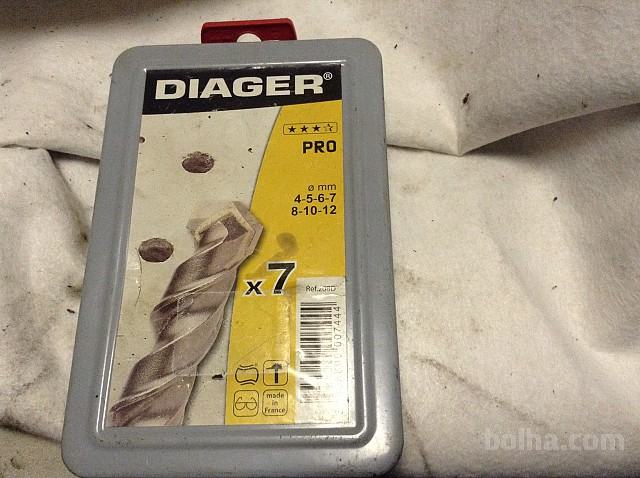 DIAGER®
PRO
ø mm
4-5-6-7
8-10-12
x 7
made
in
France
bolha.com